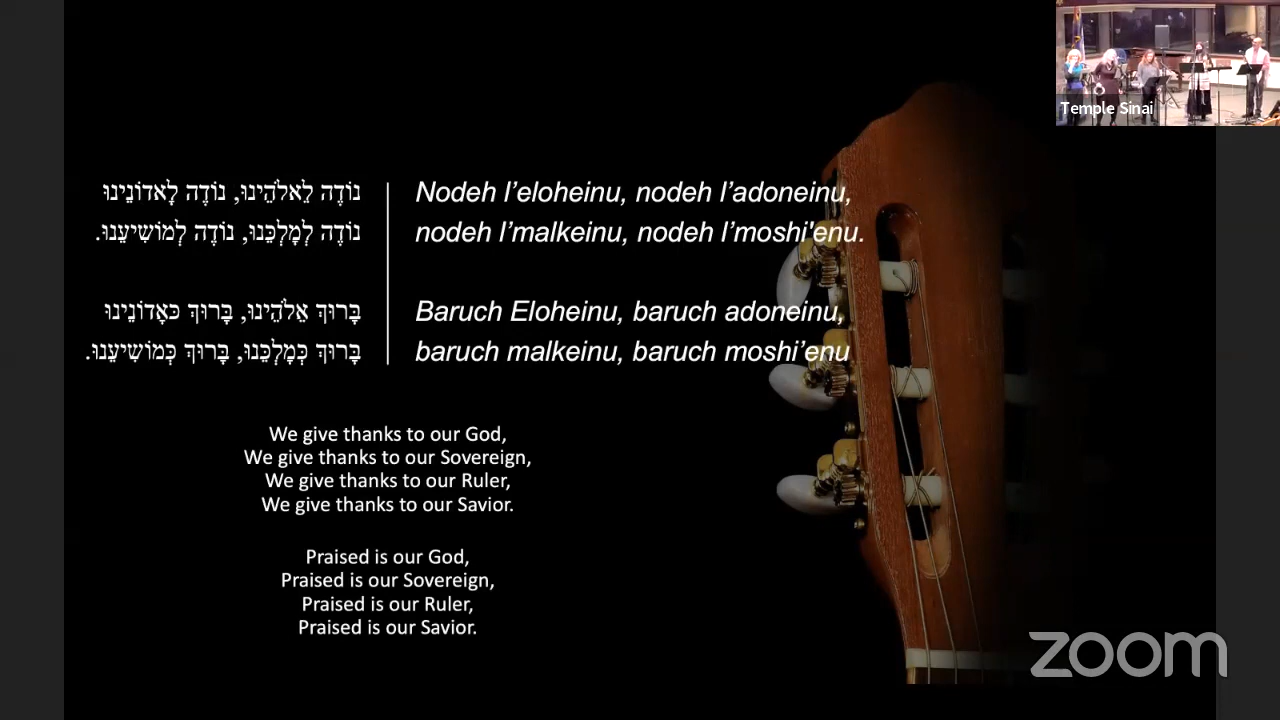 Temple Sinai
נוֹדֶה לֵאלֹהֵינוּ, נוֹדֶה לַאדוֹנֵינוּ
נוֹדֶה לְמַלְכֵּנוּ, נוֹדֶה לְמוֹשִׁיעֵנוּ.
בָּרוּךְ אֱלֹהֵינוּ, בָּרוּךְ כּאָדוֹנֵינוּ
בָּרוּךְ כְּמָלְכֵּנוּ, בָּרוּךְ כְּמוֹשִׁיעֵנוּ.
Nodeh l’eloheinu, nodeh l’adoneinu,
nodeh l’malkeinu, nodeh l’moshi'enu.
Baruch Eloheinu, baruch adoneinu,
baruch malkeinu, baruch moshi’enu
We give thanks to our God,
We give thanks to our Sovereign,
We give thanks to our Ruler,
We give thanks to our Savior.
Praised is our God,
Praised is our Sovereign,
Praised is our Ruler,
Praised is our Savior.
zoom